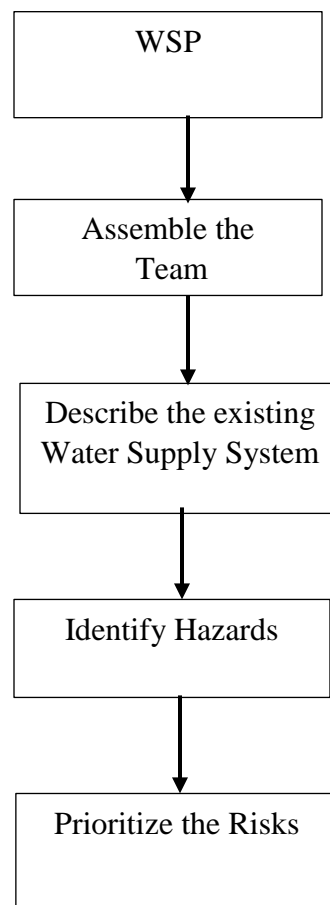 WSP
Assemble the
Team
Describe the existing
Water Supply System
Identify Hazards
Prioritize the Risks